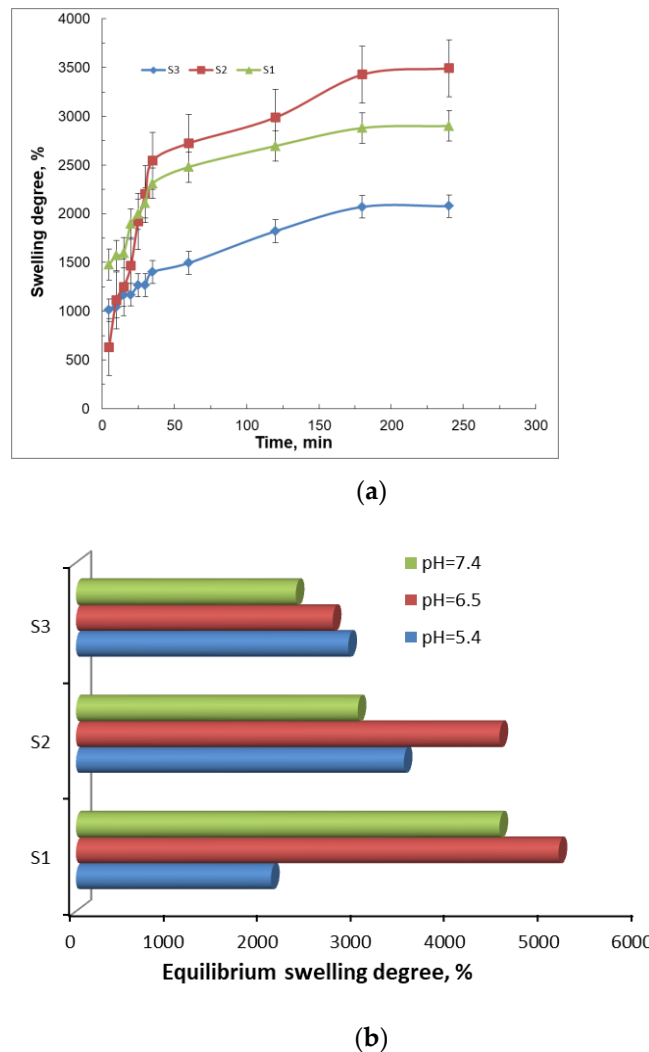 4000
3500
3000
2500
2000
1500
1000
500
0
Swelling degree, %
S3 S2 S1
0 50 100 150 200 250 300
Time, min
(a)
pH=7.4
pH=6.5
pH=5.4
S3
S2
S1
0 1000 2000 3000 4000 5000 6000
Equilibrium swelling degree, %
(b)